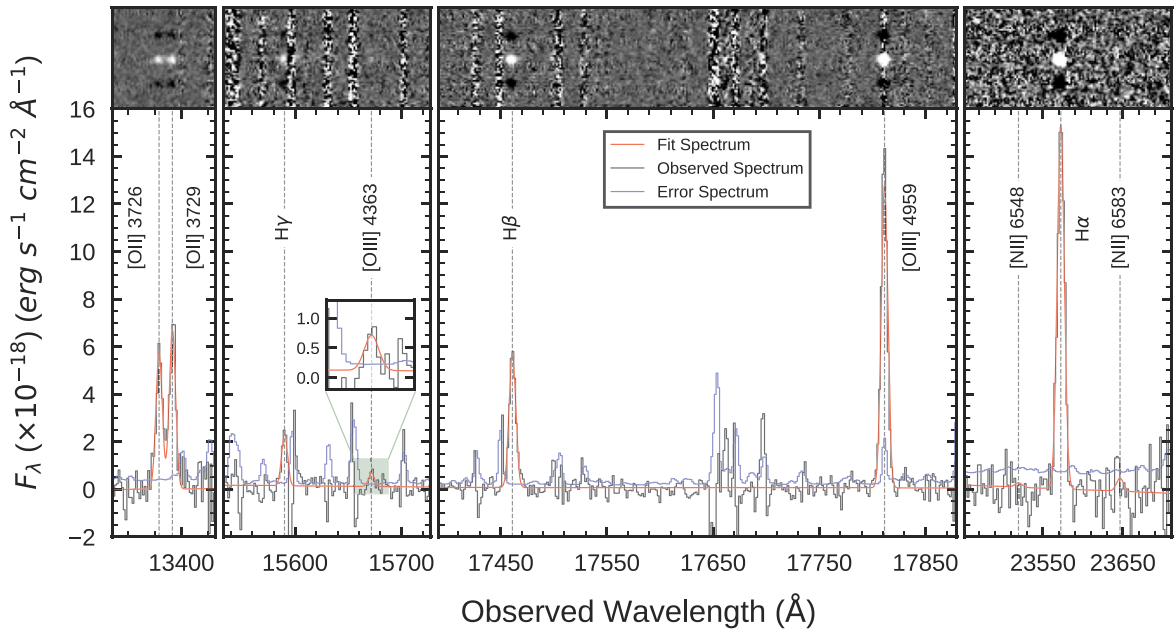 16
14
12
10
8
6
4
2
0
−2
F_λ (×10⁻¹⁸) (erg s⁻¹ cm⁻² Å⁻¹)
[OII] 3726
[OII] 3729
Hγ
[OIII] 4363
1.0
0.5
0.0
Hβ
Fit Spectrum
Observed Spectrum
Error Spectrum
[OIII] 4959
[NII] 6548
Hα
[NII] 6583
13400
15600
15700
17450
17550
17650
17750
17850
23550
23650
Observed Wavelength (Å)